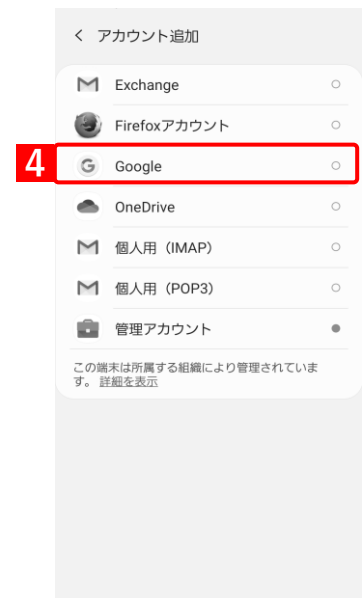 アカウント追加
Exchange
Firefoxアカウント
4
Google
OneDrive
個人用（IMAP）
個人用（POP3）
管理アカウント
この端末は所属する組織により管理されていま
す。 詳細を表示